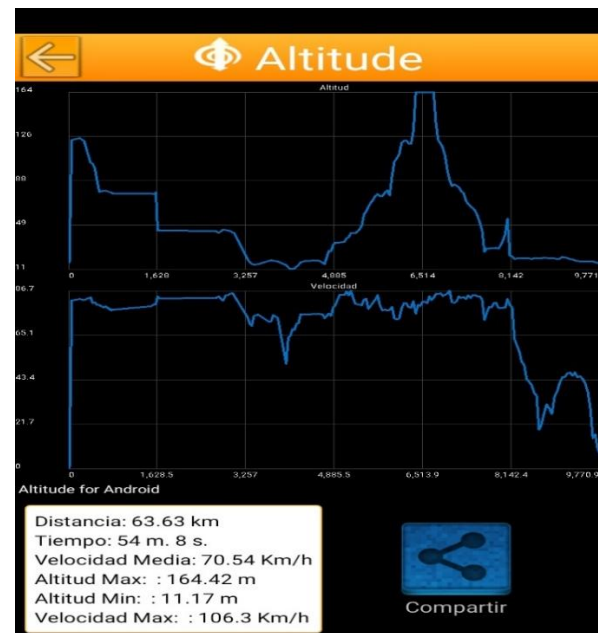 Altitude
Altitud
164
126
88
49
11
0 1,620 3,257 4,885 6,514 8,142 9,771
Velocidad
86.7
65.1
43.4
21.7
0
0 1,628.5 3,257 4,885.5 6,513.9 8,142.4 9,770.9
Altitude for Android
Distancia: 63.63 km
Tiempo: 54 m. 8 s.
Velocidad Media: 70.54 Km/h
Altitud Max: : 164.42 m
Altitud Min: : 11.17 m
Velocidad Max: : 106.3 Km/h
Compartir